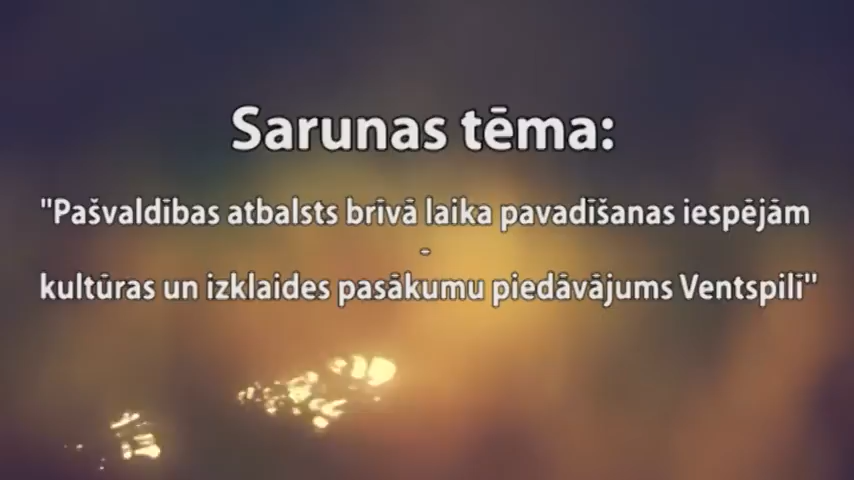 Sarunas tēma:
"Pašvaldības atbalsts brīvā laika pavadīšanas iespējām
-
kultūras un izklaides pasākumu piedāvājums Ventspilī"